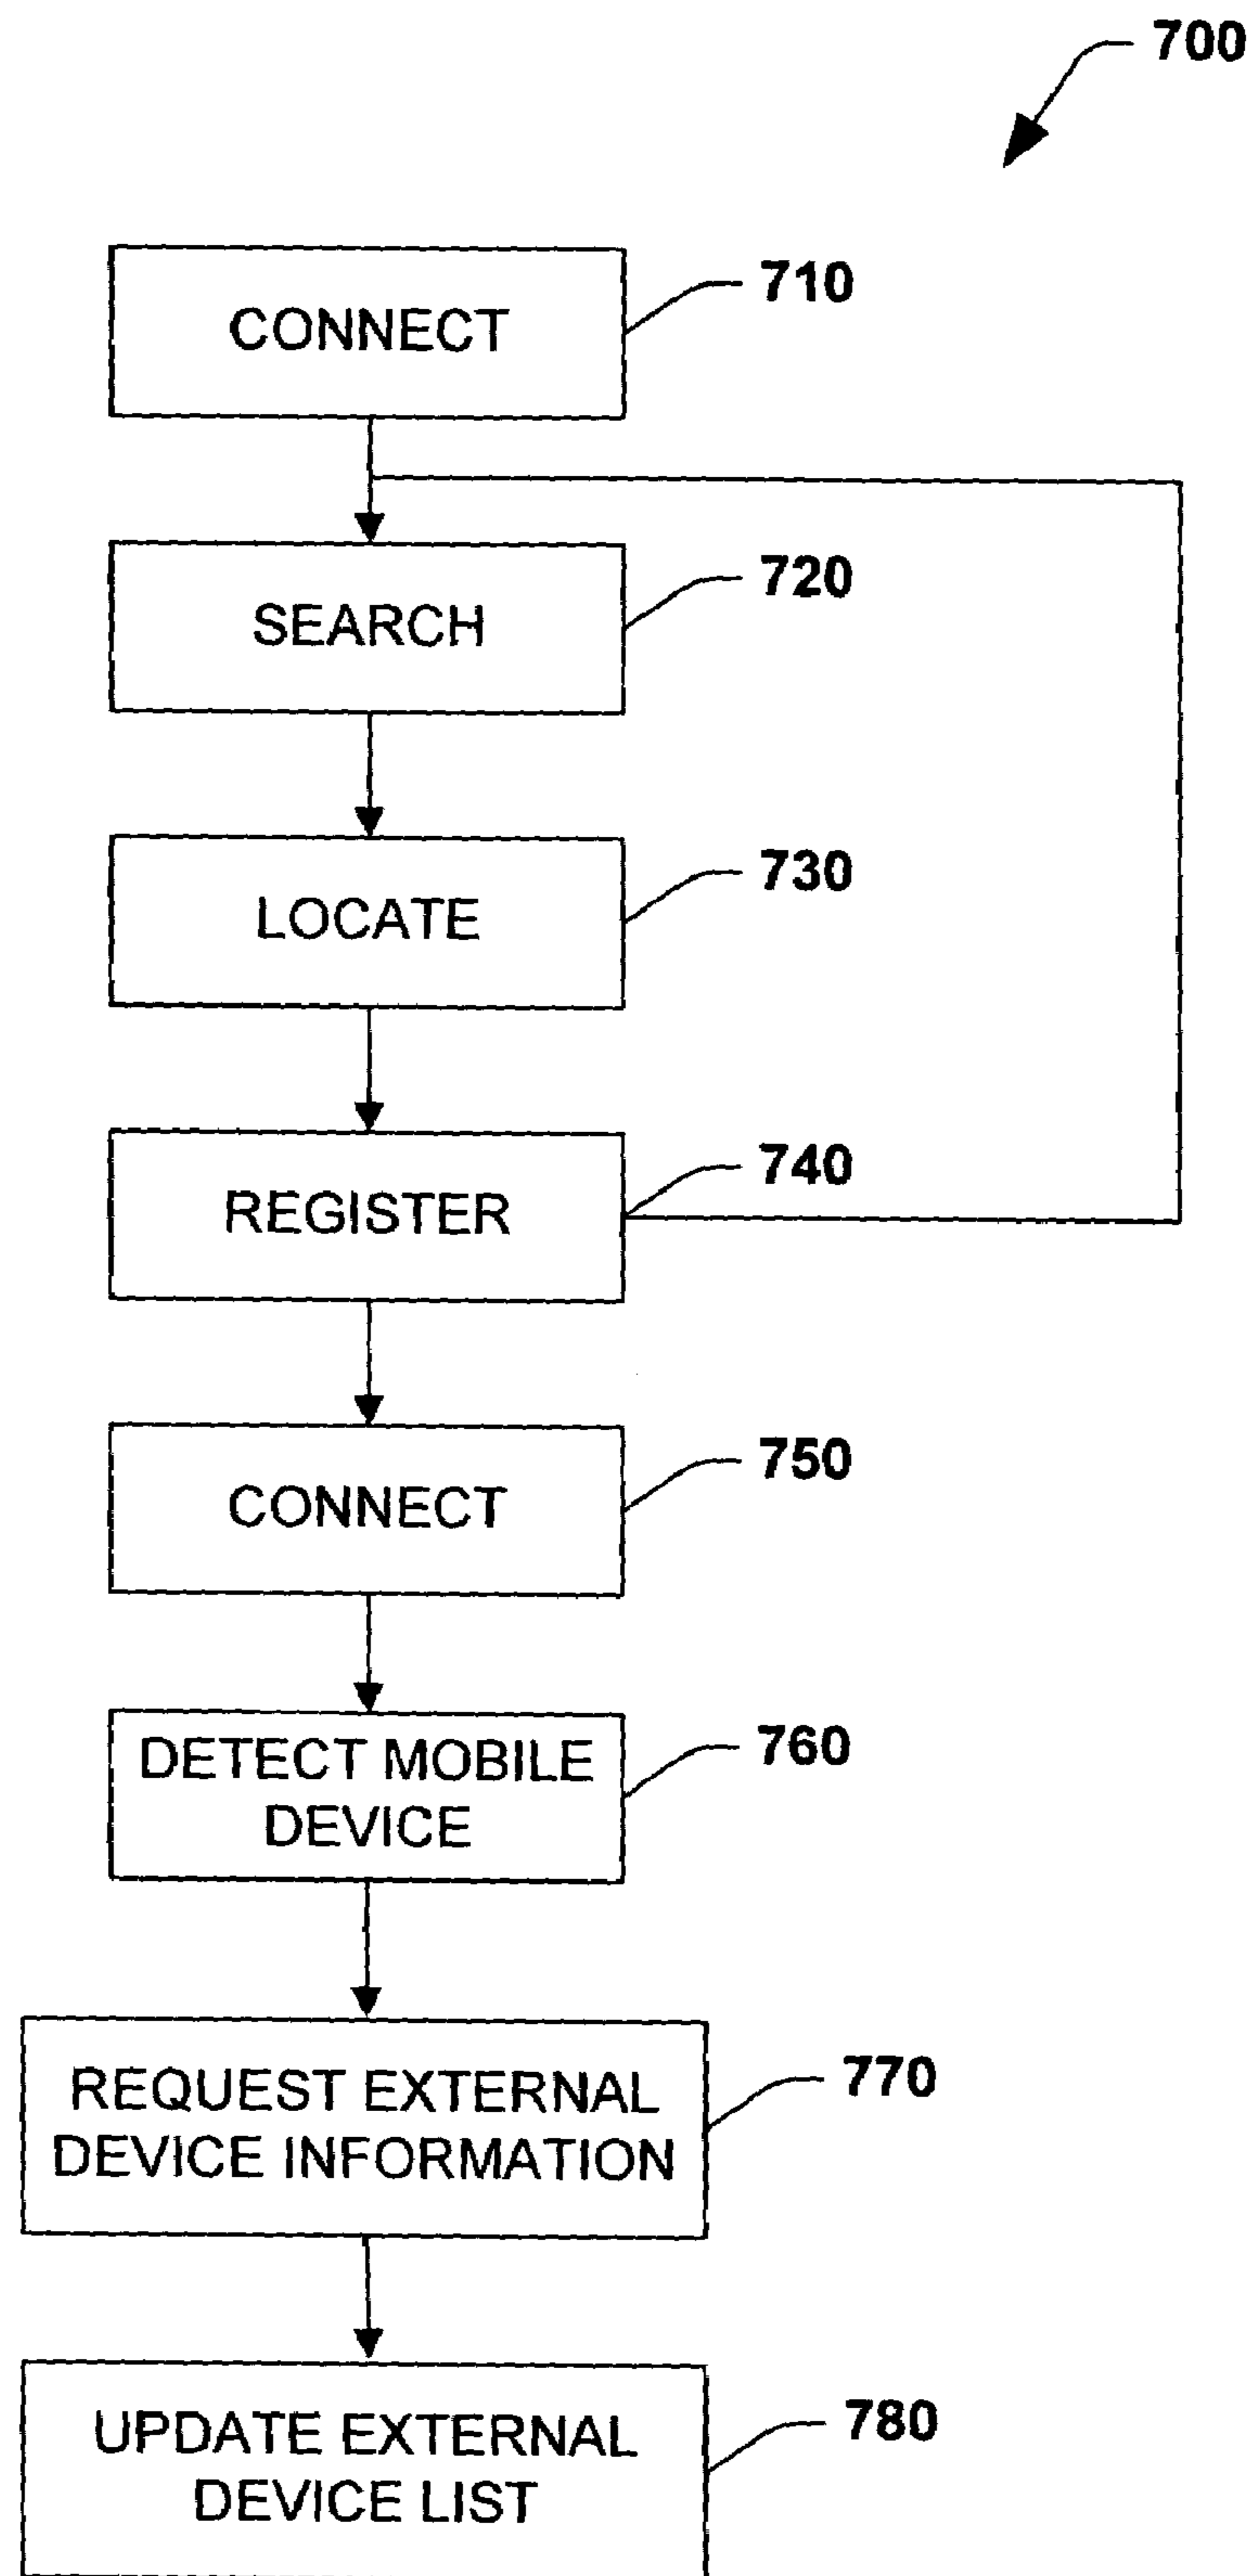 700
CONNECT
710
SEARCH
720
LOCATE
730
REGISTER
740
CONNECT
750
DETECT MOBILE
DEVICE
760
REQUEST EXTERNAL
DEVICE INFORMATION
770
UPDATE EXTERNAL
DEVICE LIST
780